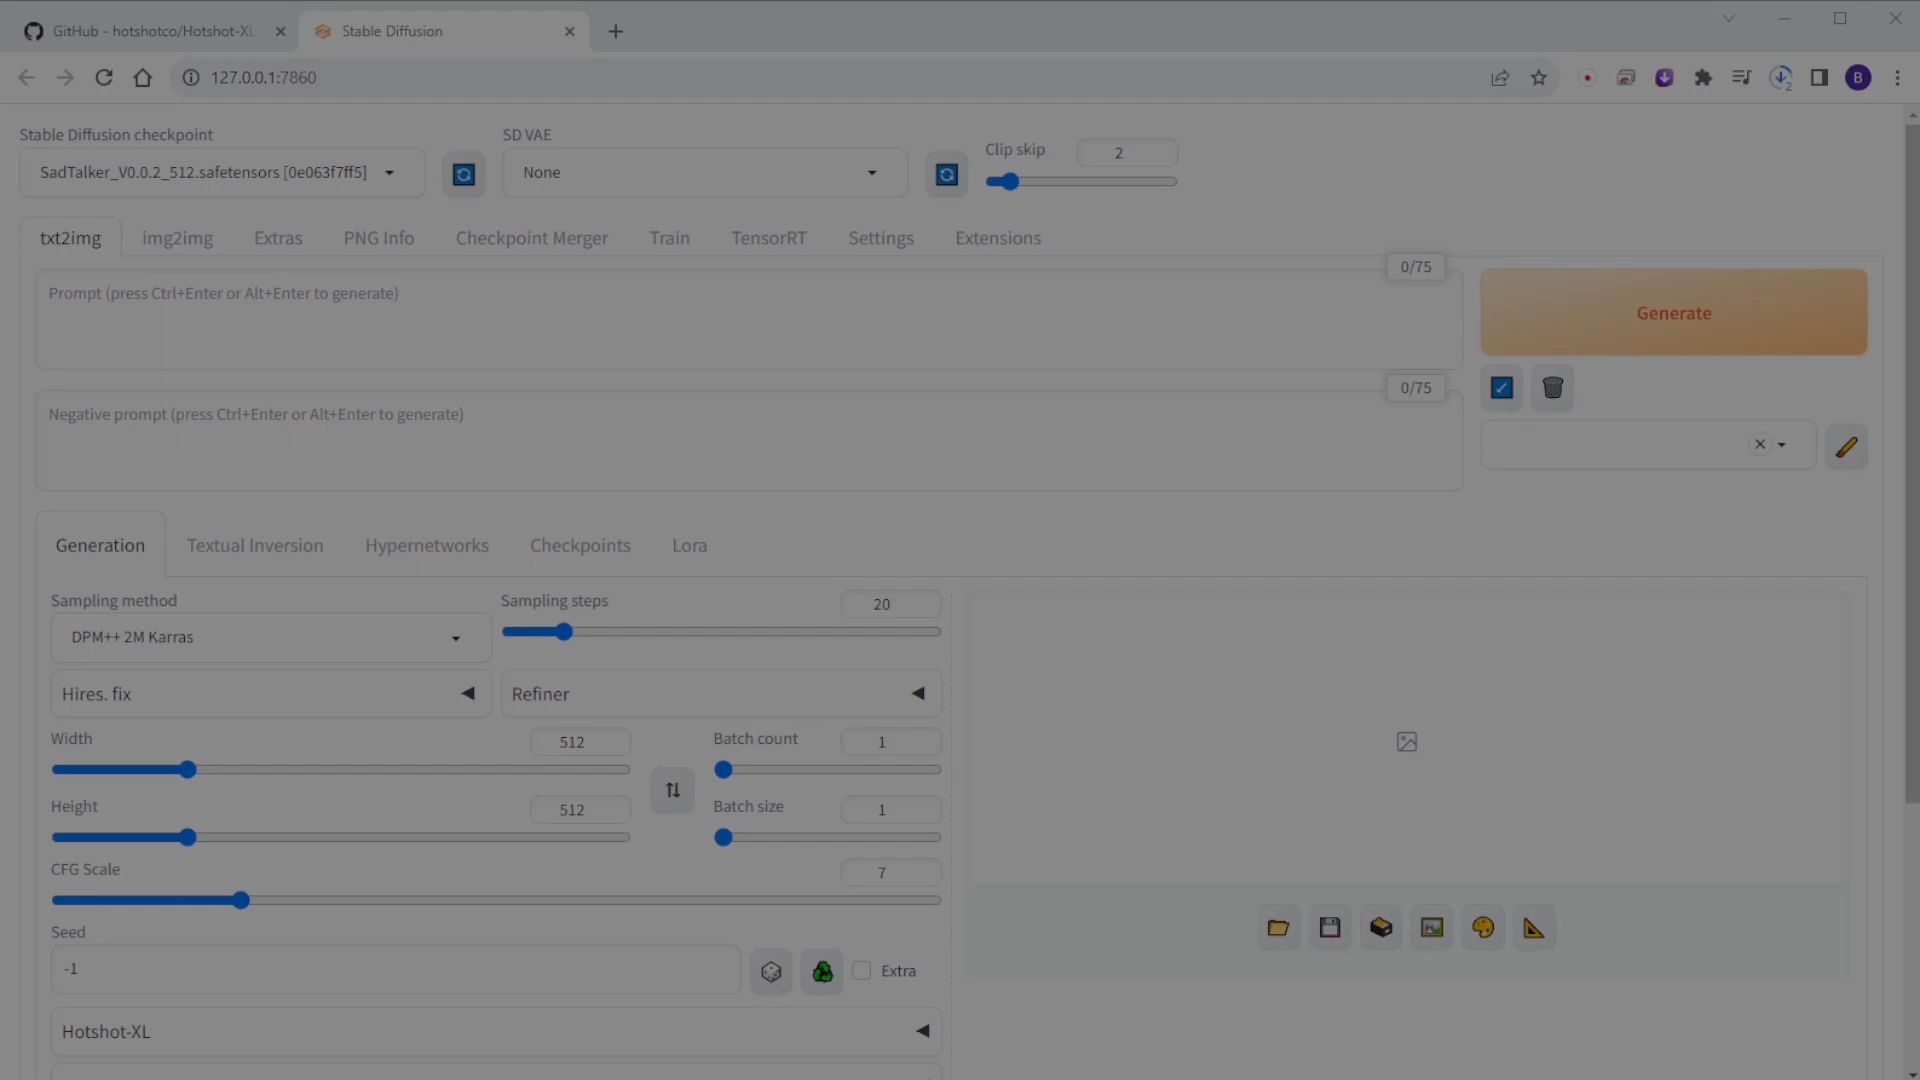 GitHub - hotshotco/Hotshot-XL
Stable Diffusion
127.0.0.1:7860
B
2
Stable Diffusion checkpoint
SadTalker_V0.0.2_512.safetensors [0e063f7ff5]
SD VAE
None
Clip skip
2
txt2img
img2img
Extras
PNG Info
Checkpoint Merger
Train
TensorRT
Settings
Extensions
0/75
Prompt (press Ctrl+Enter or Alt+Enter to generate)
Generate
0/75
Negative prompt (press Ctrl+Enter or Alt+Enter to generate)
Generation
Textual Inversion
Hypernetworks
Checkpoints
Lora
Sampling method
DPM++ 2M Karras
Sampling steps
20
Hires. fix
Refiner
Width
512
Batch count
1
Height
512
Batch size
1
CFG Scale
7
Seed
-1
Extra
Hotshot-XL